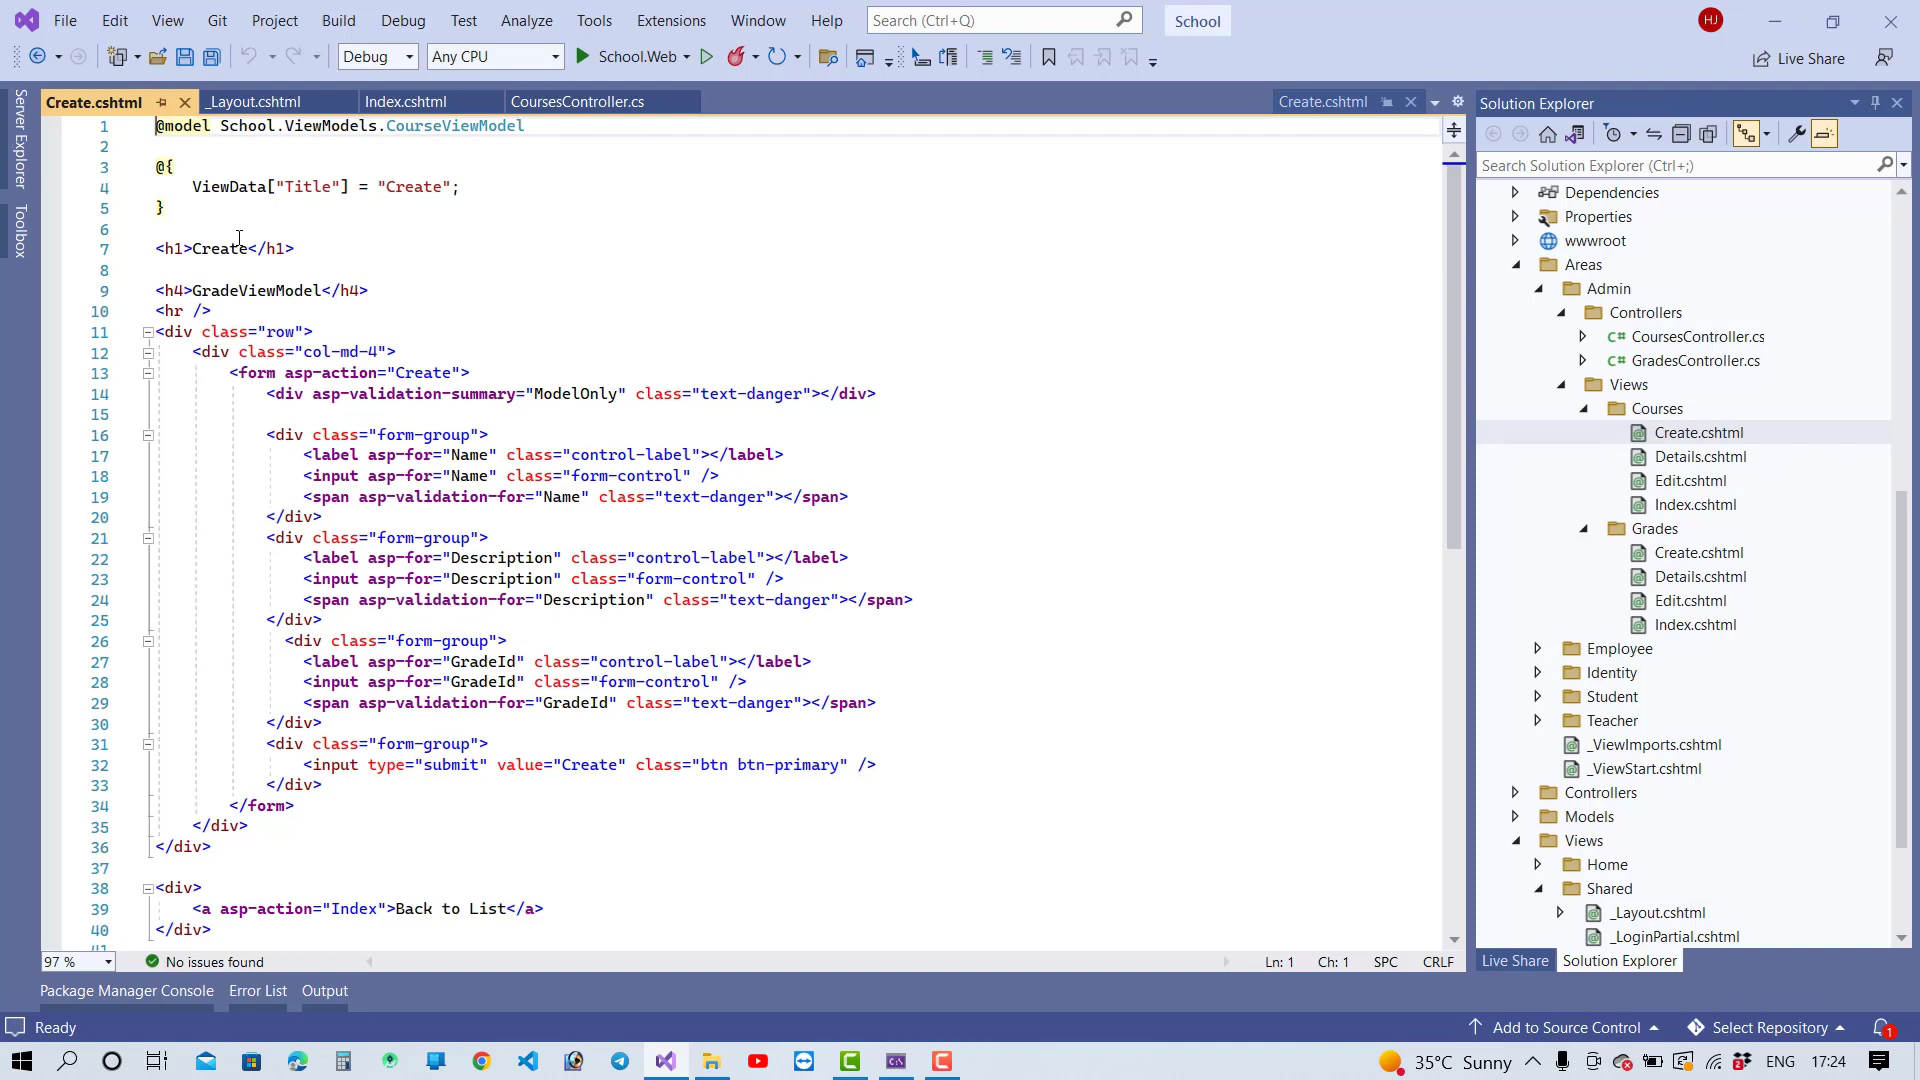 File Edit View Git Project Build Debug Test Analyze Tools Extensions Window Help Search (Ctrl+Q) School HJ
Debug Any CPU School.Web Live Share
Server Explorer
Toolbox
Create.cshtml _Layout.cshtml Index.cshtml CoursesController.cs Create.cshtml
1 @model School.ViewModels.CourseViewModel
2
3 @{
4 ViewData["Title"] = "Create";
5 }
6
7 <h1>Create</h1>
8
9 <h4>GradeViewModel</h4>
10 <hr />
11 <div class="row">
12 <div class="col-md-4">
13 <form asp-action="Create">
14 <div asp-validation-summary="ModelOnly" class="text-danger"></div>
15
16 <div class="form-group">
17 <label asp-for="Name" class="control-label"></label>
18 <input asp-for="Name" class="form-control" />
19 <span asp-validation-for="Name" class="text-danger"></span>
20 </div>
21 <div class="form-group">
22 <label asp-for="Description" class="control-label"></label>
23 <input asp-for="Description" class="form-control" />
24 <span asp-validation-for="Description" class="text-danger"></span>
25 </div>
26 <div class="form-group">
27 <label asp-for="GradeId" class="control-label"></label>
28 <input asp-for="GradeId" class="form-control" />
29 <span asp-validation-for="GradeId" class="text-danger"></span>
30 </div>
31 <div class="form-group">
32 <input type="submit" value="Create" class="btn btn-primary" />
33 </div>
34 </form>
35 </div>
36 </div>
37
38 <div>
39 <a asp-action="Index">Back to List</a>
40 </div>
41
97 % No issues found Ln: 1 Ch: 1 SPC CRLF
Solution Explorer
Search Solution Explorer (Ctrl+;)
Dependencies
Properties
wwwroot
Areas
Admin
Controllers
C# CoursesController.cs
C# GradesController.cs
Views
Courses
Create.cshtml
Details.cshtml
Edit.cshtml
Index.cshtml
Grades
Create.cshtml
Details.cshtml
Edit.cshtml
Index.cshtml
Employee
Identity
Student
Teacher
_ViewImports.cshtml
_ViewStart.cshtml
Controllers
Models
Views
Home
Shared
_Layout.cshtml
_LoginPartial.cshtml
Live Share Solution Explorer
Package Manager Console Error List Output
Ready Add to Source Control Select Repository 1
35°C Sunny ENG 17:24